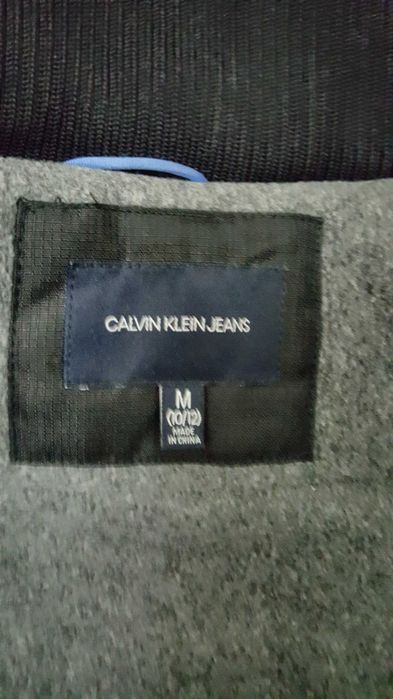 CALVIN KLEIN JEANS
M
(10/12)
MADE
IN CHINA